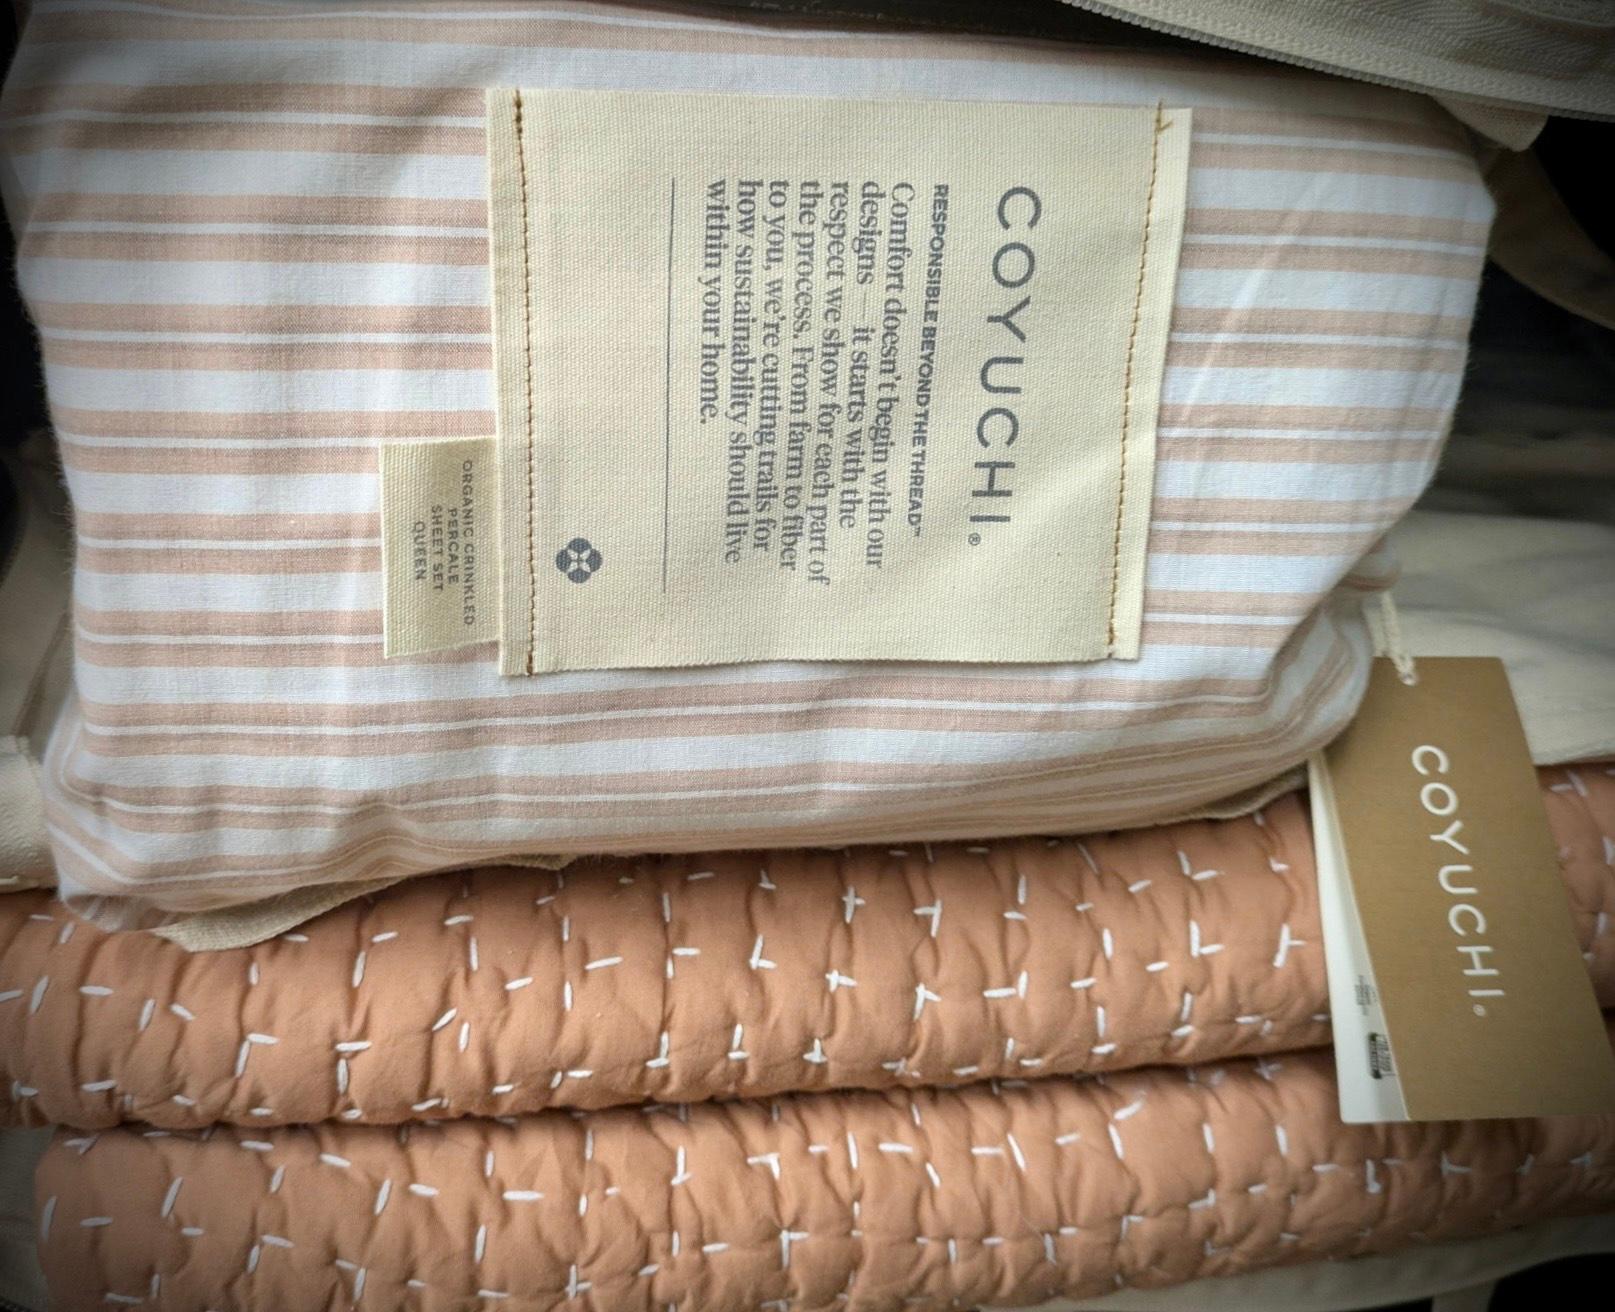 COYUCHI®
RESPONSIBLE BEYOND THE THREAD™
Comfort doesn't begin with our
designs — it starts with the
respect we show for each part of
the process. From farm to fiber
to you, we're cutting trails for
how sustainability should live
within your home.
ORGANIC CRINKLED
PERCALE
SHEET SET
QUEEN
COYUCHI®